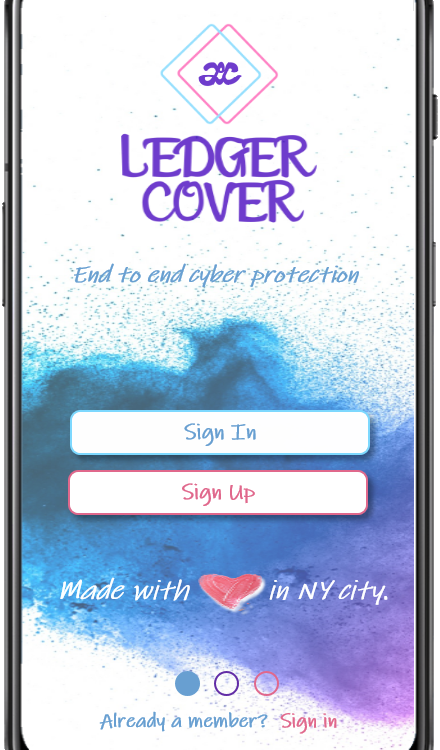 LEDGER
COVER
End to end cyber protection
Sign In
Sign Up
Made with in NY city.
Already a member? Sign in